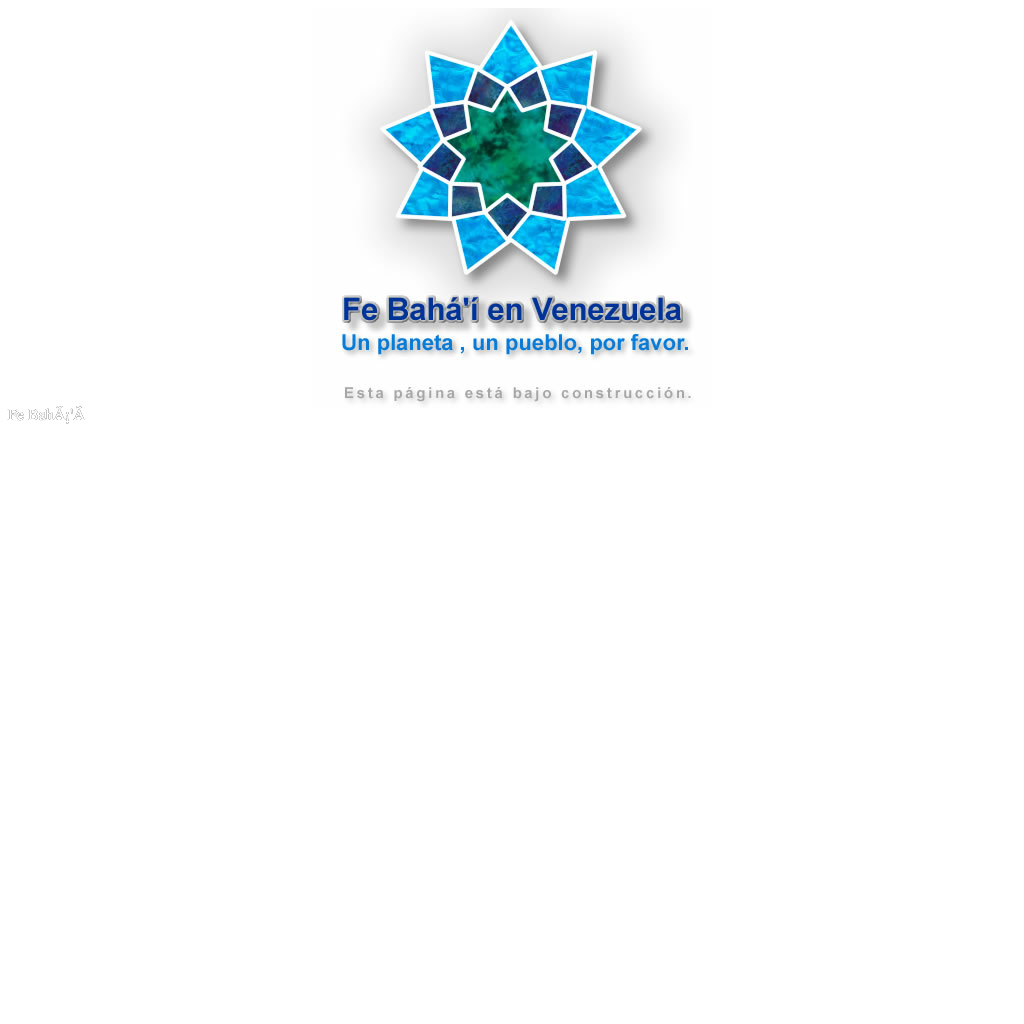 Fe Bahá'í en Venezuela
Un planeta , un pueblo, por favor.
Esta página está bajo construcción.
Fe BahÃ¡'Ã